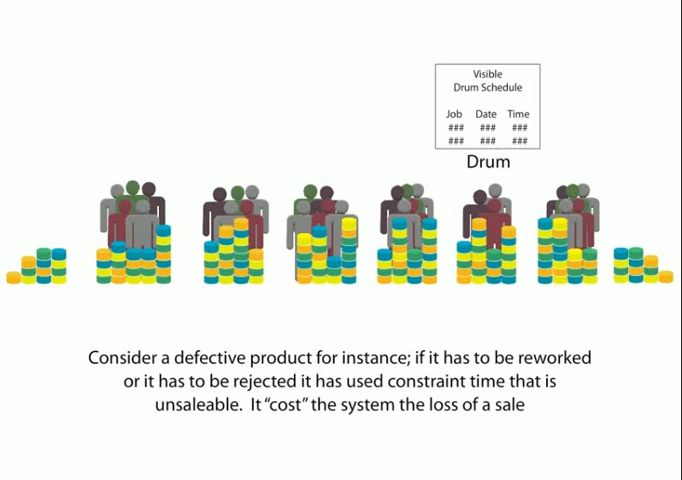 Visible
Drum Schedule
Job Date Time
### ### ###
### ### ###
Drum
Consider a defective product for instance; if it has to be reworked
or it has to be rejected it has used constraint time that is
unsaleable. It “cost” the system the loss of a sale